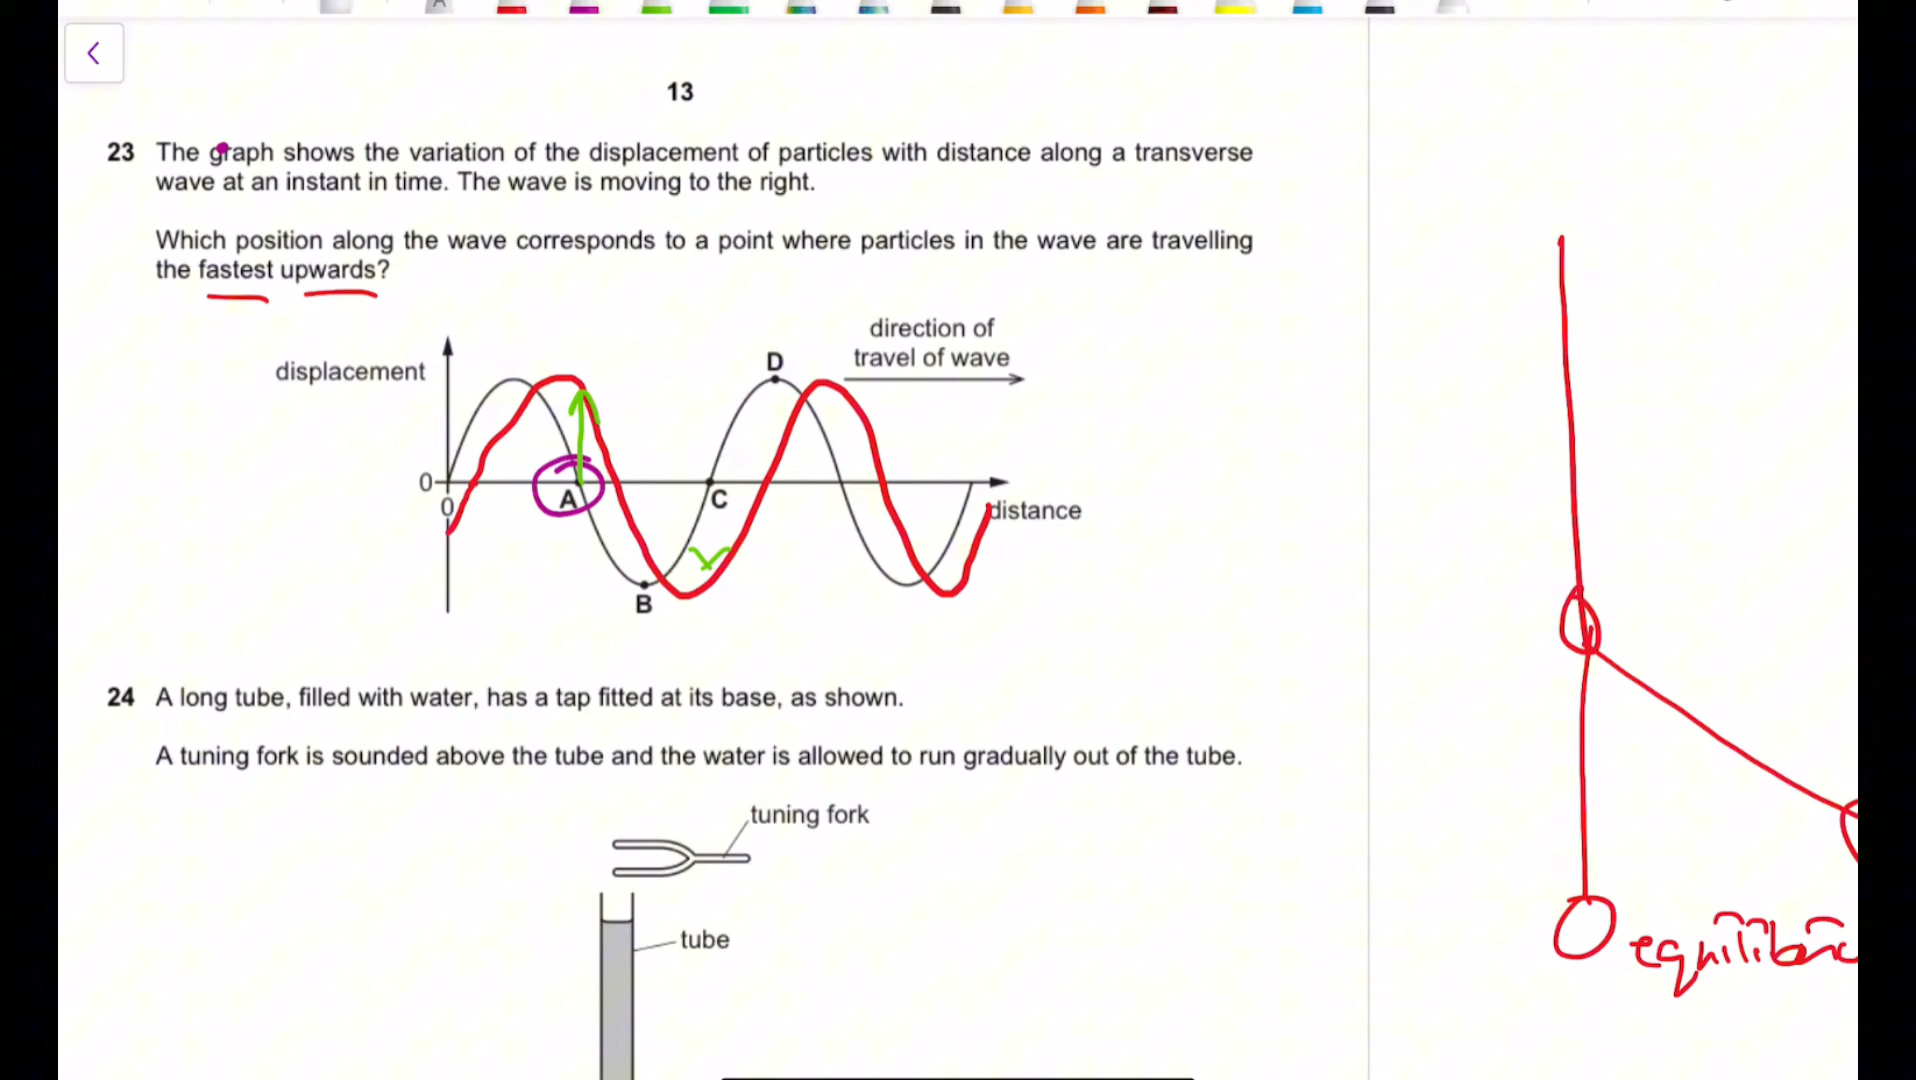 13
23 The graph shows the variation of the displacement of particles with distance along a transverse
wave at an instant in time. The wave is moving to the right.
Which position along the wave corresponds to a point where particles in the wave are travelling
the fastest upwards?
direction of
travel of wave
D
displacement
0
0
A
C
distance
B
24 A long tube, filled with water, has a tap fitted at its base, as shown.
A tuning fork is sounded above the tube and the water is allowed to run gradually out of the tube.
tuning fork
tube